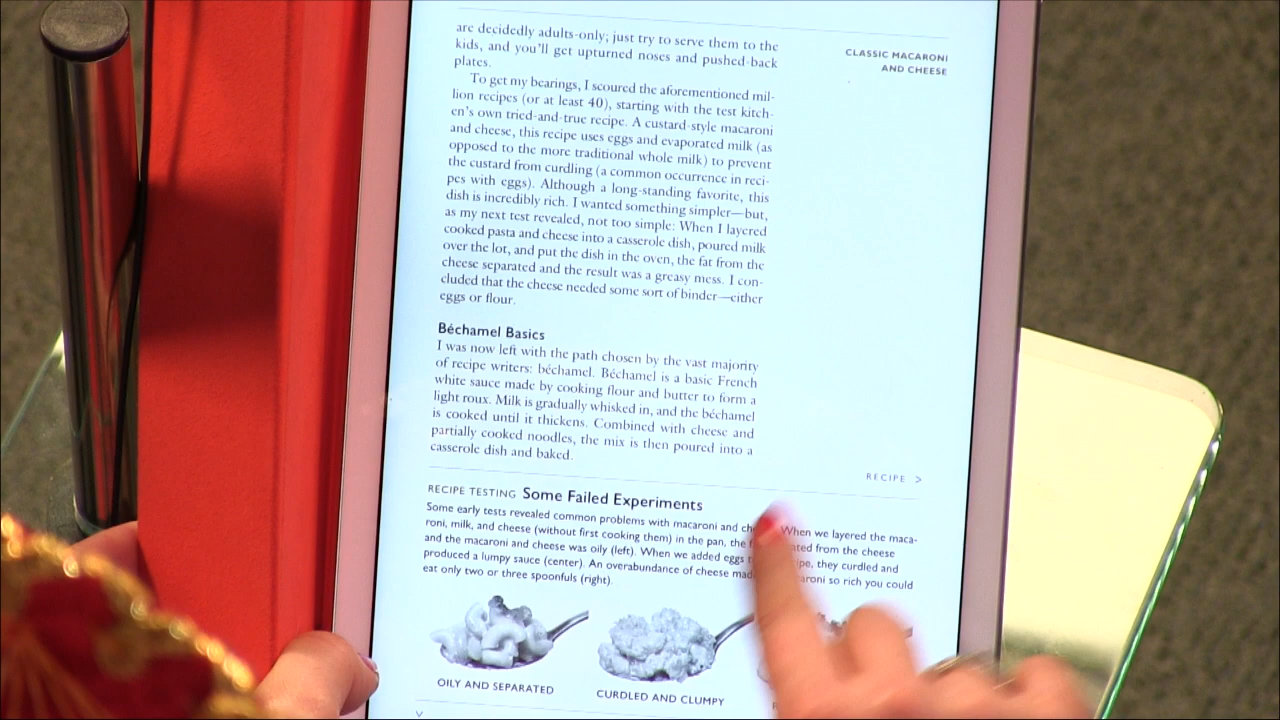 are decidedly adults-only; just try to serve them to the
kids, and you'll get upturned noses and pushed-back
plates.
To get my bearings, I scoured the aforementioned mil-
lion recipes (or at least 40), starting with the test kitch-
en's own tried-and-true recipe. A custard-style macaroni
and cheese, this recipe uses eggs and evaporated milk (as
opposed to the more traditional whole milk) to prevent
the custard from curdling (a common occurrence in reci-
pes with eggs). Although a long-standing favorite, this
dish is incredibly rich. I wanted something simpler—but,
as my next test revealed, not too simple: When I layered
cooked pasta and cheese into a casserole dish, poured milk
over the lot, and put the dish in the oven, the fat from the
cheese separated and the result was a greasy mess. I con-
cluded that the cheese needed some sort of binder—either
eggs or flour.
CLASSIC MACARONI
AND CHEESE
Béchamel Basics
I was now left with the path chosen by the vast majority
of recipe writers: béchamel. Béchamel is a basic French
white sauce made by cooking flour and butter to form a
light roux. Milk is gradually whisked in, and the béchamel
is cooked until it thickens. Combined with cheese and
partially cooked noodles, the mix is then poured into a
casserole dish and baked.
RECIPE >
RECIPE TESTING Some Failed Experiments
Some early tests revealed common problems with macaroni and When we layered the maca-
roni, milk, and cheese (without first cooking them) in the pan, the from the cheese
and the macaroni and cheese was oily (left). When we added eggs they curdled and
produced a lumpy sauce (center). An overabundance of cheese so rich you could
eat only two or three spoonfuls (right).
OILY AND SEPARATED
CURDLED AND CLUMPY